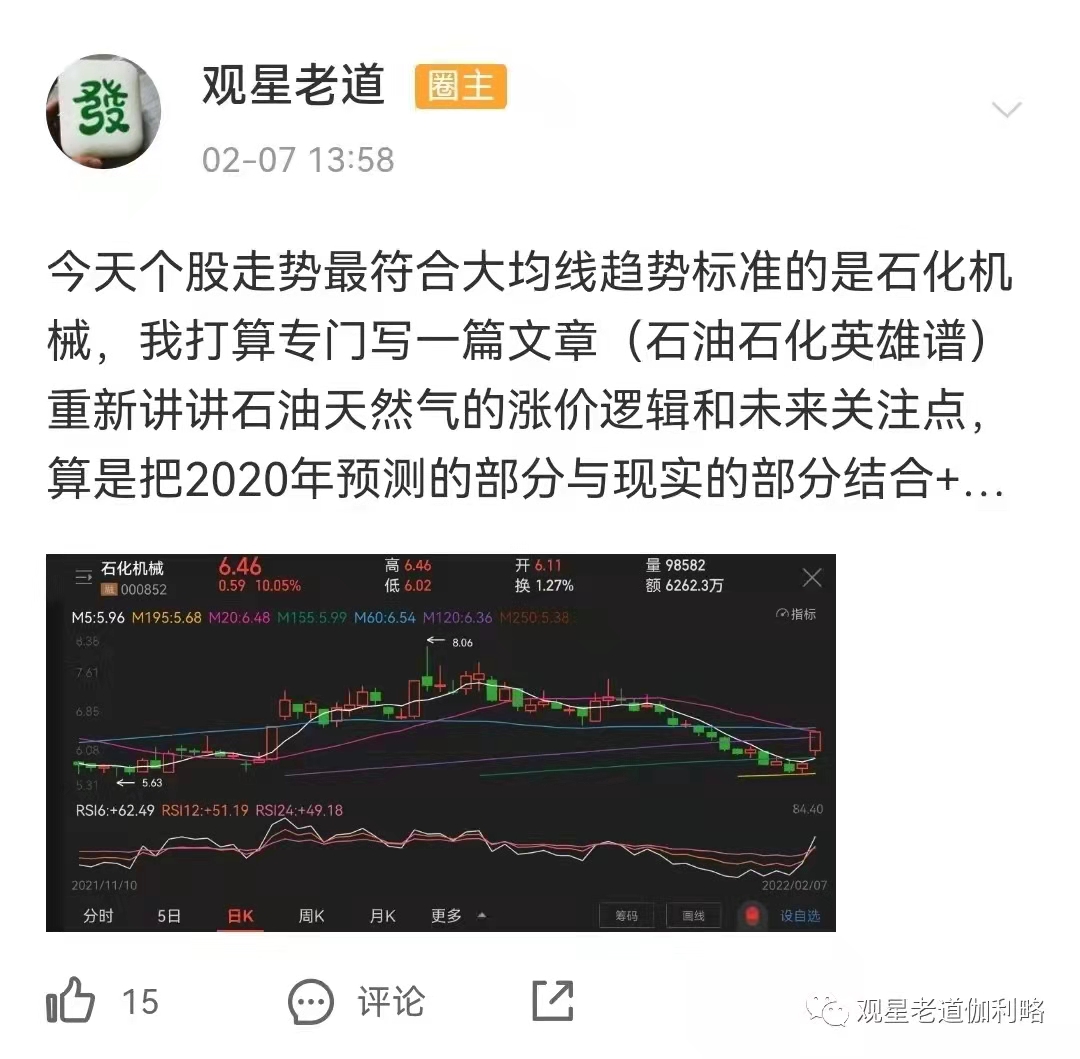 發
观星老道 圈主
02-07 13:58
今天个股走势最符合大均线趋势标准的是石化机
械，我打算专门写一篇文章（石油石化英雄谱）
重新讲讲石油天然气的涨价逻辑和未来关注点，
算是把2020年预测的部分与现实的部分结合+...
石化机械 6.46 高 6.46 开 6.11 量 98582
融 000852 0.59 10.05% 低 6.02 换 1.27% 额 6262.3万
M5:5.96 M195:5.68 M20:6.48 M155:5.99 M60:6.54 M120:6.36 M250:5.38 指标
8.38
8.06
7.61
6.85
6.08
5.31
5.63
RSI6:+62.49 RSI12:+51.19 RSI24:+49.18 84.40
2021/11/10 2022/02/07
分时 5日 日K 周K 月K 更多 筹码 画线 设自选
15 评论
观星老道伽利略